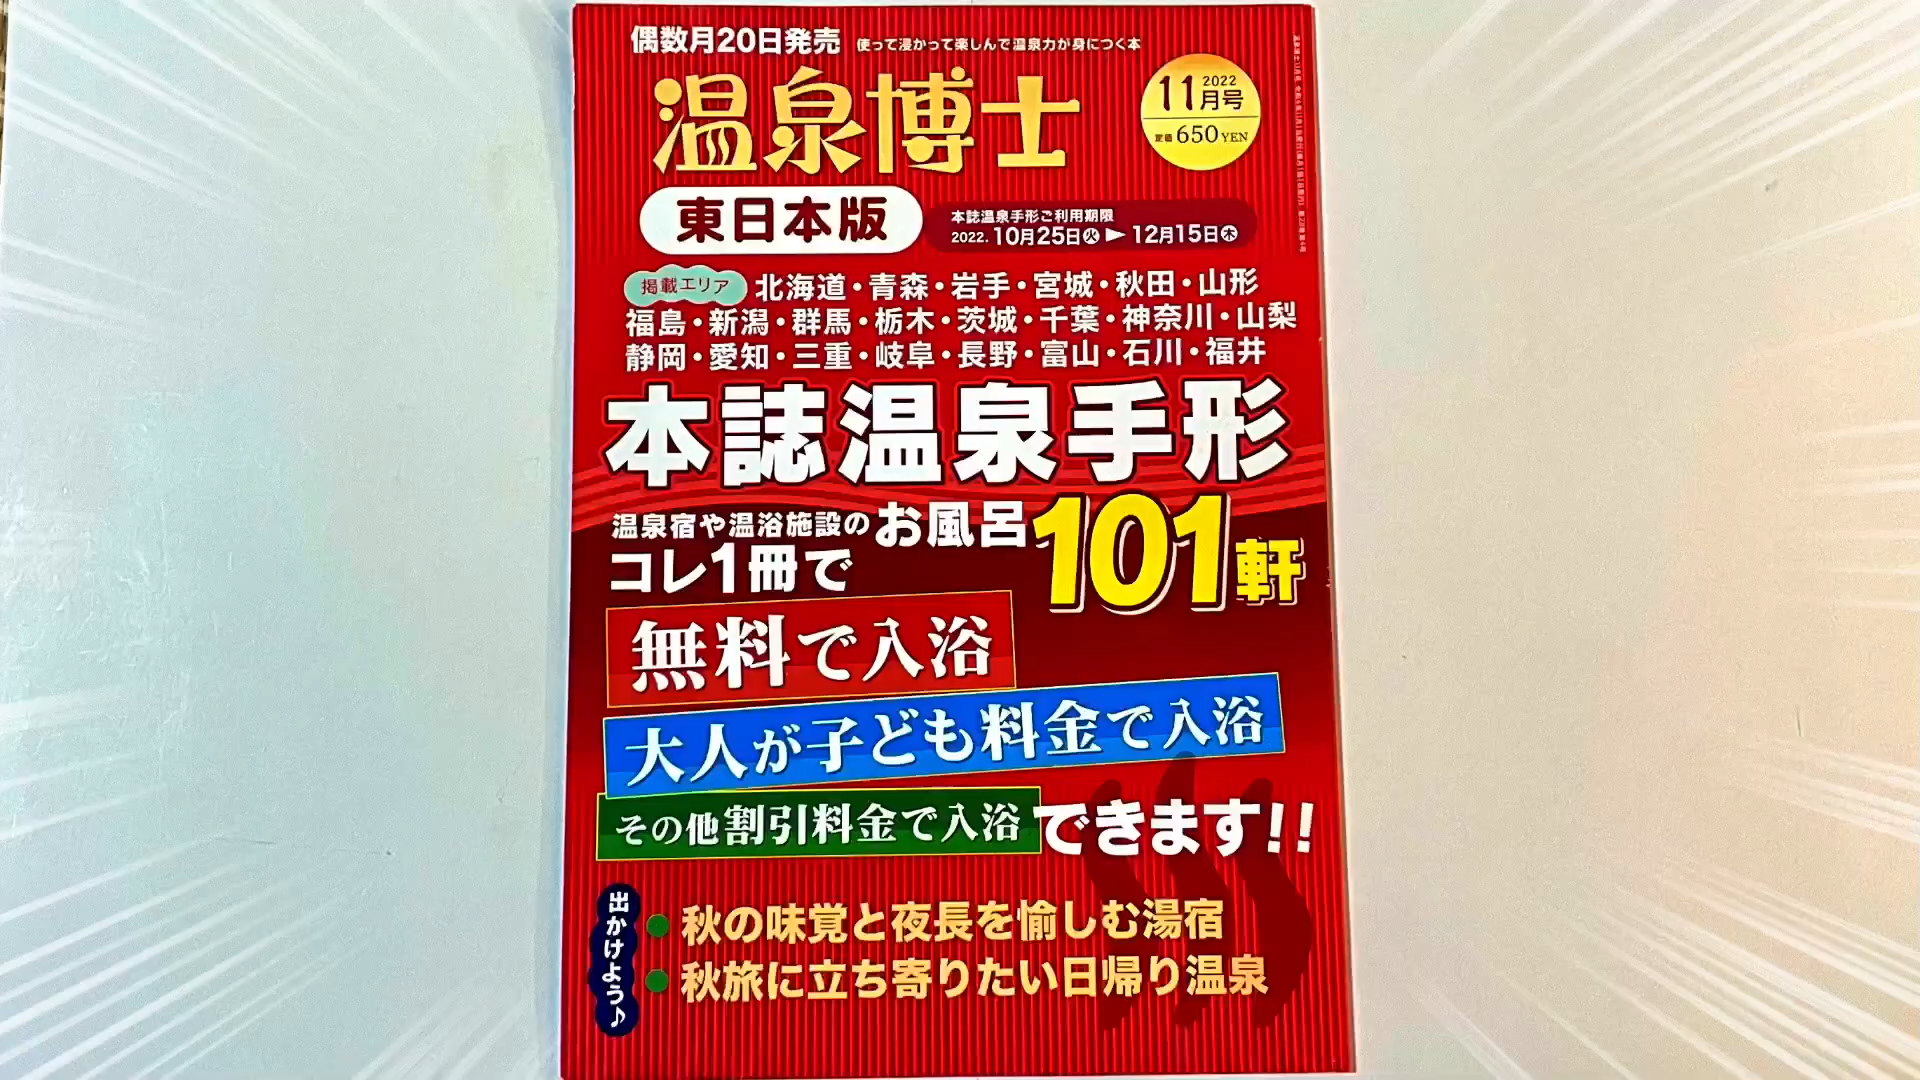 偶数月20日発売 使って浸かって楽しんで温泉力が身につく本
温泉博士
2022
11月号
定価 650 YEN
東日本版
本誌温泉手形ご利用期限
2022. 10月25日㊋ ▶ 12月15日㊍
掲載エリア 北海道・青森・岩手・宮城・秋田・山形
福島・新潟・群馬・栃木・茨城・千葉・神奈川・山梨
静岡・愛知・三重・岐阜・長野・富山・石川・福井
本誌温泉手形
温泉宿や温浴施設のお風呂101軒
コレ1冊で
無料で入浴
大人が子ども料金で入浴
その他割引料金で入浴できます!!
出かけよう♪
● 秋の味覚と夜長を愉しむ湯宿
● 秋旅に立ち寄りたい日帰り温泉